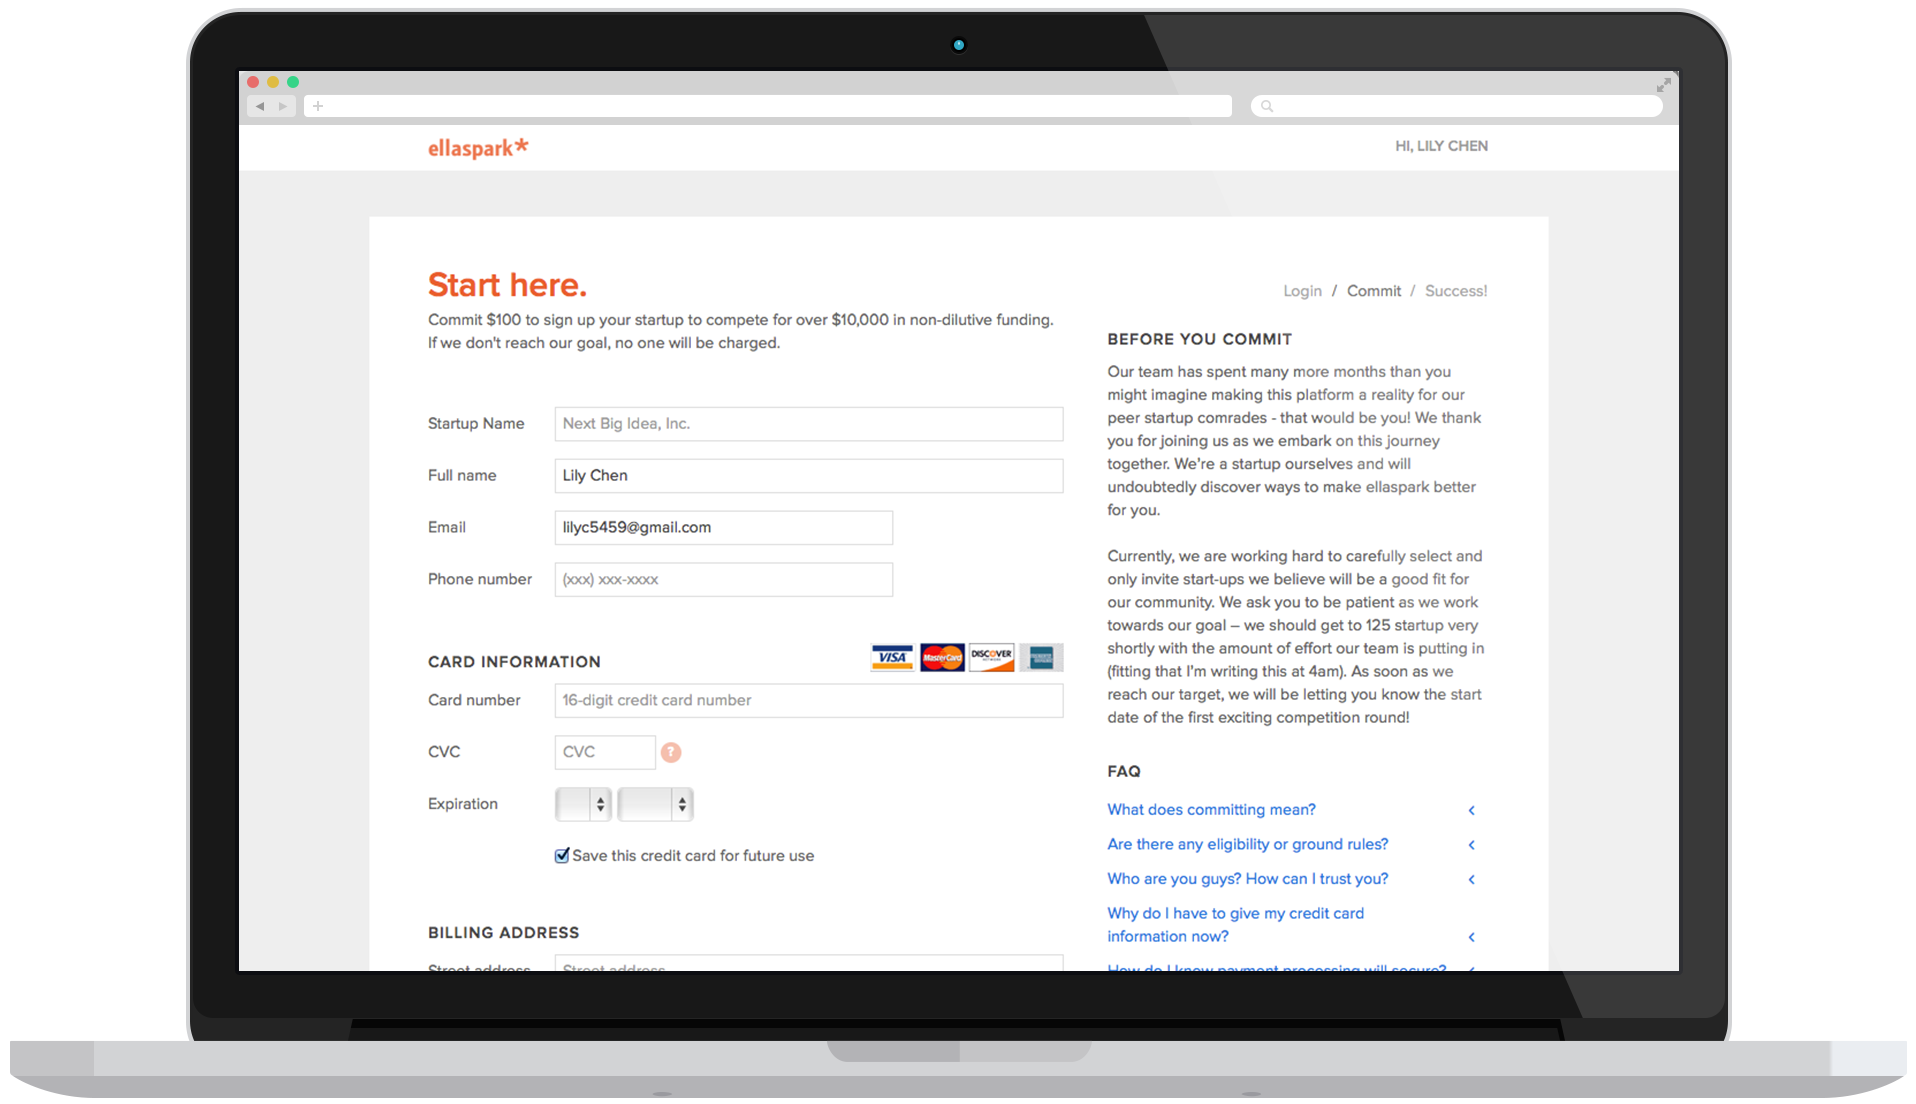 ellaspark*
HI, LILY CHEN
Start here.
Commit $100 to sign up your startup to compete for over $10,000 in non-dilutive funding.
If we don't reach our goal, no one will be charged.
Startup Name
Next Big Idea, Inc.
Full name
Lily Chen
Email
lilyc5459@gmail.com
Phone number
(xxx) xxx-xxxx
CARD INFORMATION
VISA
MasterCard
DISCOVER
NETWORK
AMERICAN EXPRESS
Card number
16-digit credit card number
CVC
CVC
?
Expiration
Save this credit card for future use
BILLING ADDRESS
Street address
Street address
Login / Commit / Success!
BEFORE YOU COMMIT
Our team has spent many more months than you
might imagine making this platform a reality for our
peer startup comrades - that would be you! We thank
you for joining us as we embark on this journey
together. We're a startup ourselves and will
undoubtedly discover ways to make ellaspark better
for you.
Currently, we are working hard to carefully select and
only invite start-ups we believe will be a good fit for
our community. We ask you to be patient as we work
towards our goal – we should get to 125 startup very
shortly with the amount of effort our team is putting in
(fitting that I'm writing this at 4am). As soon as we
reach our target, we will be letting you know the start
date of the first exciting competition round!
FAQ
What does committing mean?
Are there any eligibility or ground rules?
Who are you guys? How can I trust you?
Why do I have to give my credit card
information now?
How do I know payment processing will secure?